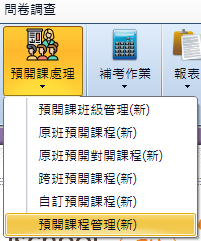 問卷調查
預開課處理
補考作業
報表
預開課班級管理(新)
原班預開課程(新)
原班預開對開課程(新)
跨班預開課程(新)
自訂預開課程(新)
預開課程管理(新)